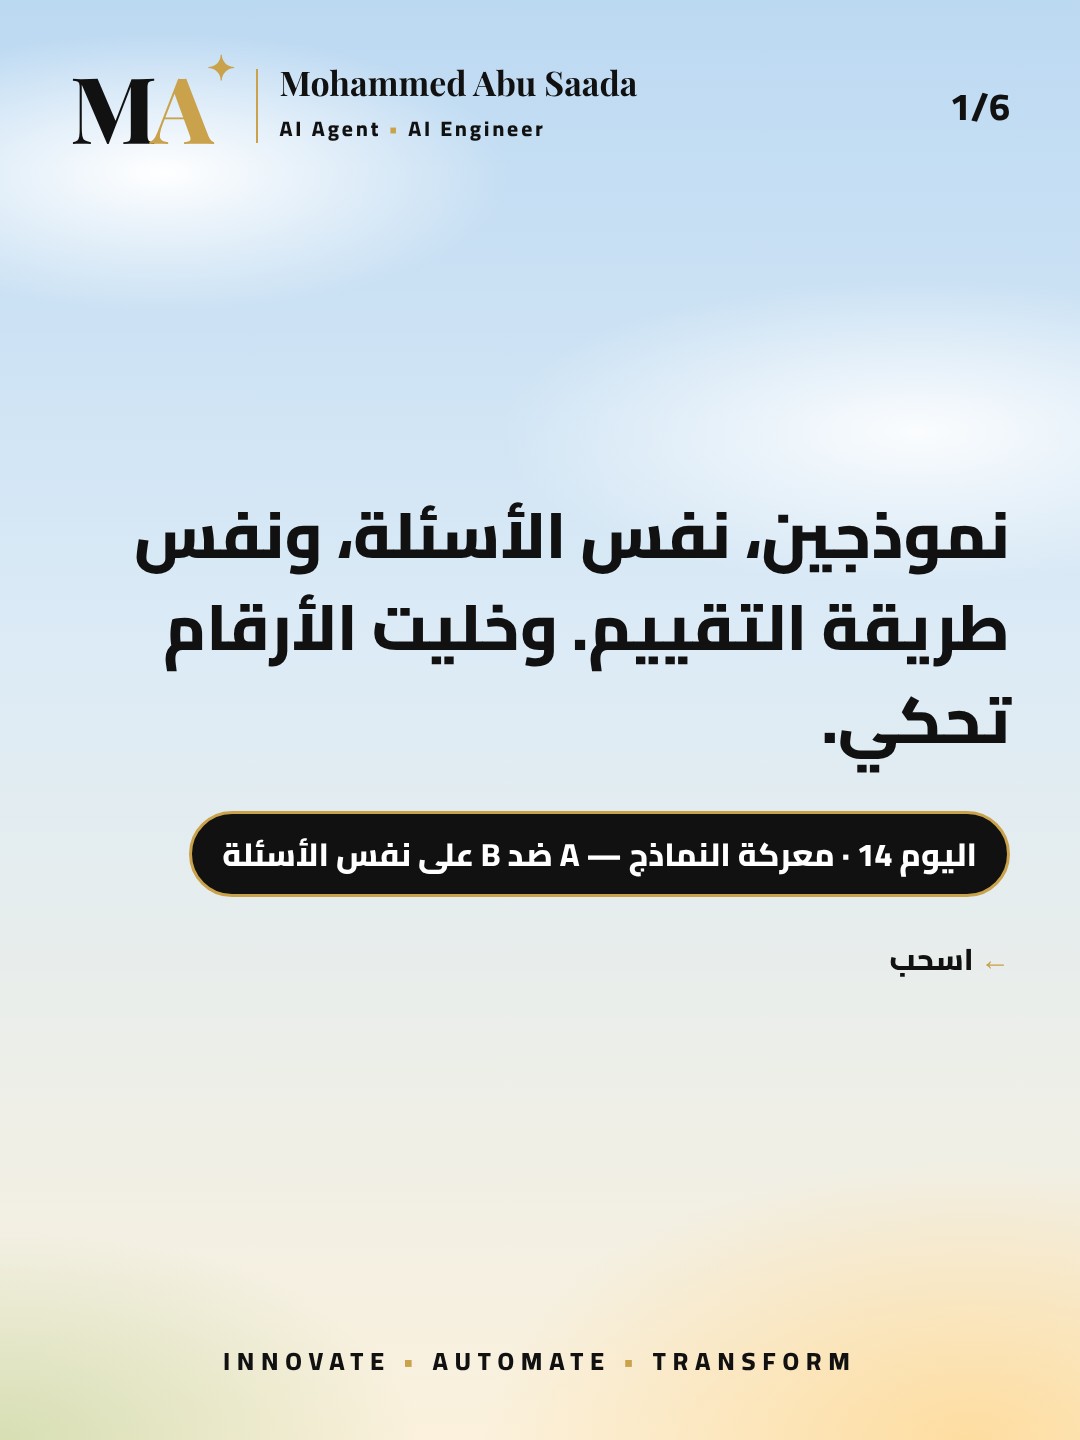 MA
Mohammed Abu Saada
AI Agent ▪ AI Engineer
1/6
نموذجين، نفس الأسئلة، ونفس
طريقة التقييم. وخليت الأرقام
تحكي.
اليوم 14 · معركة النماذج — A ضد B على نفس الأسئلة
← اسحب
INNOVATE ▪ AUTOMATE ▪ TRANSFORM